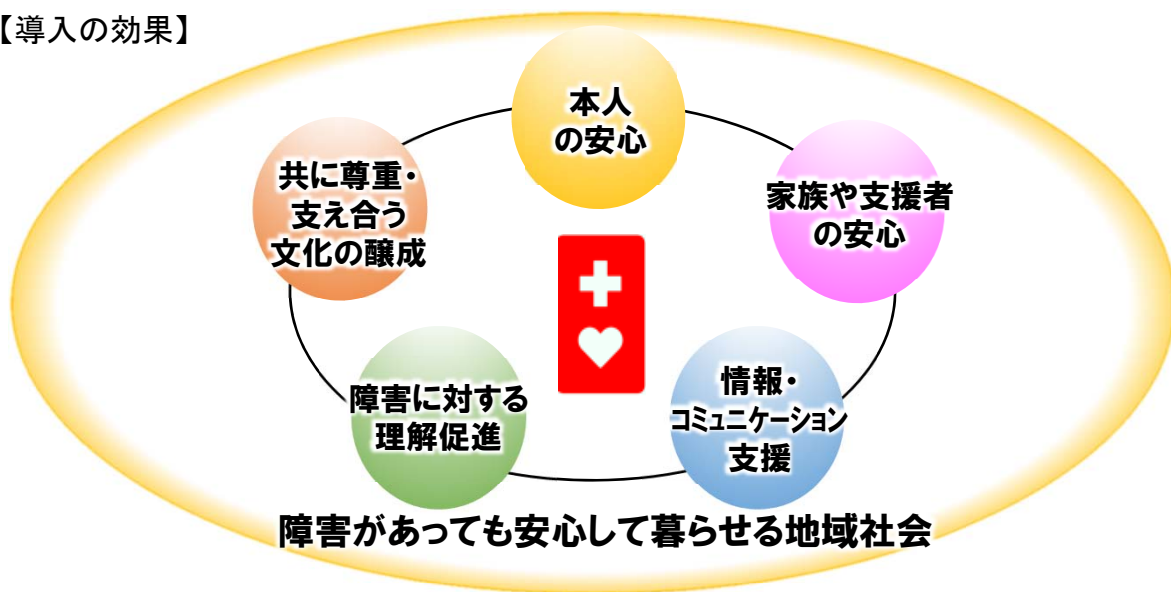 【導入の効果】
本人
の安心
家族や支援者
の安心
情報・
コミュニケーション
支援
障害に対する
理解促進
共に尊重・
支え合う
文化の醸成
障害があっても安心して暮らせる地域社会